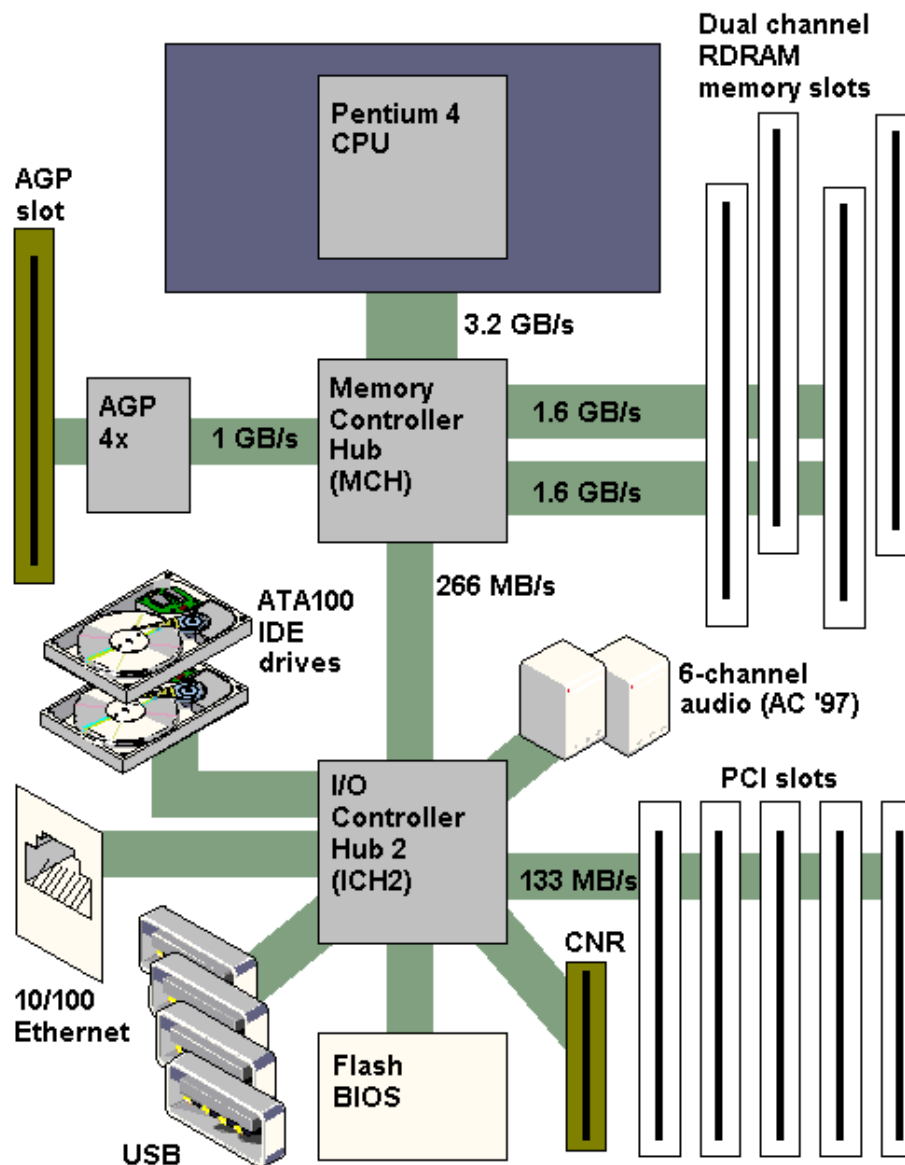 Dual channel
RDRAM
memory slots
Pentium 4
CPU
AGP
slot
3.2 GB/s
Memory
Controller
Hub
(MCH)
AGP
4x
1 GB/s
1.6 GB/s
1.6 GB/s
266 MB/s
ATA100
IDE
drives
6-channel
audio (AC '97)
I/O
Controller
Hub 2
(ICH2)
PCI slots
133 MB/s
CNR
10/100
Ethernet
Flash
BIOS
USB